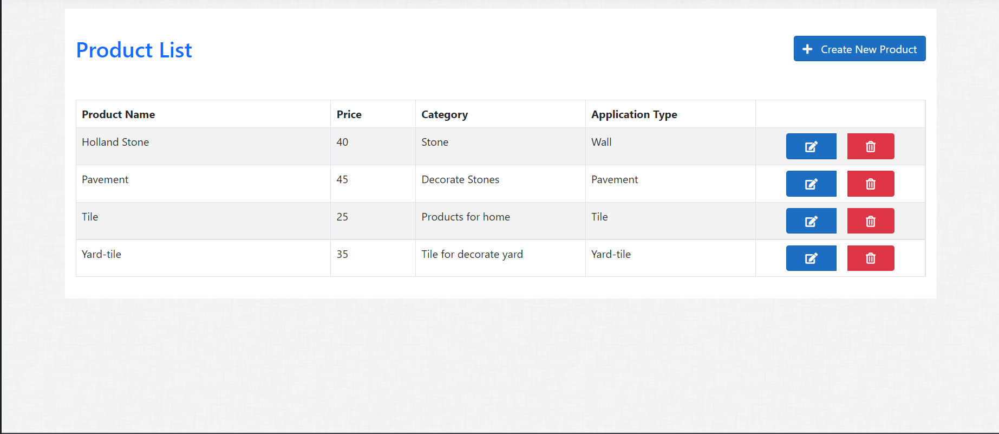 Product List
Create New Product
Product Name Price Category Application Type
Holland Stone 40 Stone Wall
Pavement 45 Decorate Stones Pavement
Tile 25 Products for home Tile
Yard-tile 35 Tile for decorate yard Yard-tile